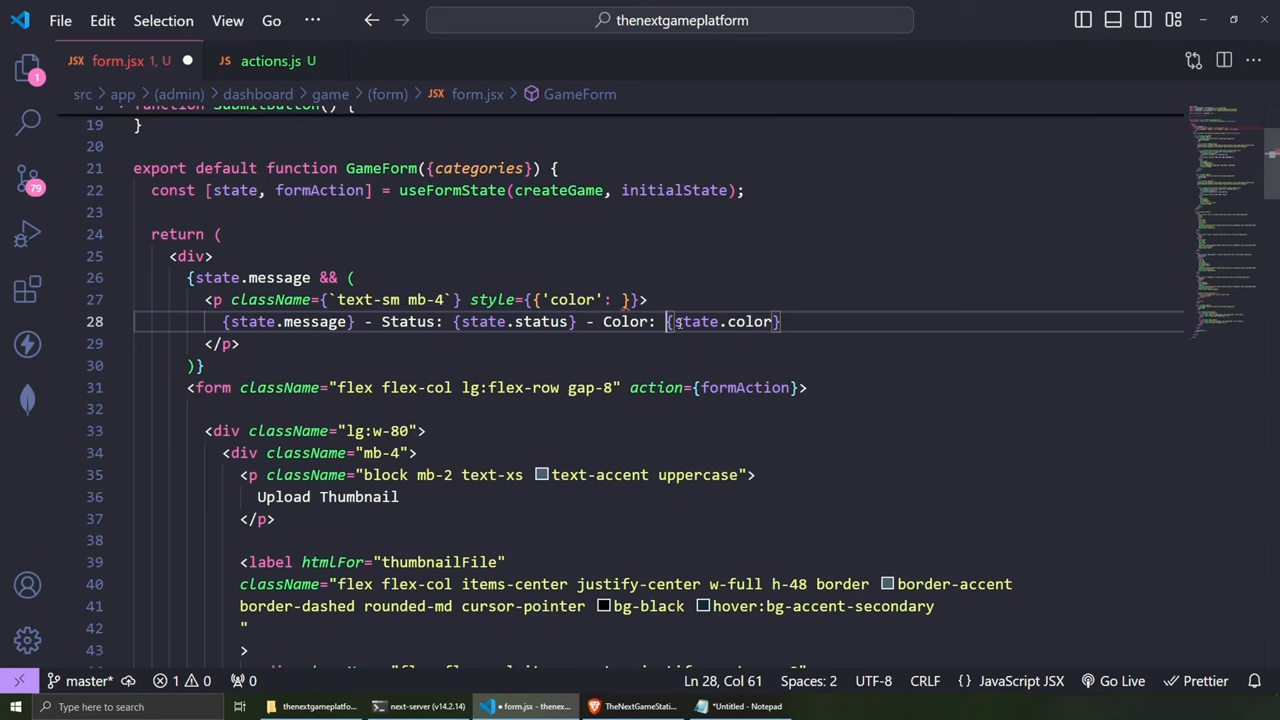 File Edit Selection View Go ··· thenextgameplatform
JSX form.jsx 1, U ● JS actions.js U
src > app > (admin) > dashboard > game > (form) > JSX form.jsx > GameForm
8 function SubmitButton() {
19 }
20
21 export default function GameForm({categories}) {
22 const [state, formAction] = useFormState(createGame, initialState);
23
24 return (
25 <div>
26 {state.message && (
27 <p className={`text-sm mb-4`} style={{'color': }}>
28 {state.message} - Status: {state.status} - Color: {state.color}
29 </p>
30 )}
31 <form className="flex flex-col lg:flex-row gap-8" action={formAction}>
32
33 <div className="lg:w-80">
34 <div className="mb-4">
35 <p className="block mb-2 text-xs text-accent uppercase">
36 Upload Thumbnail
37 </p>
38
39 <label htmlFor="thumbnailFile"
40 className="flex flex-col items-center justify-center w-full h-48 border border-accent
41 border-dashed rounded-md cursor-pointer bg-black hover:bg-accent-secondary
42 "
43 >
1
79
master* 1 0 0 Ln 28, Col 61 Spaces: 2 UTF-8 CRLF {} JavaScript JSX Go Live Prettier
Type here to search thenextgameplatfo... next-server (v14.2.14) ● form.jsx - thenex... TheNextGameStati... *Untitled - Notepad